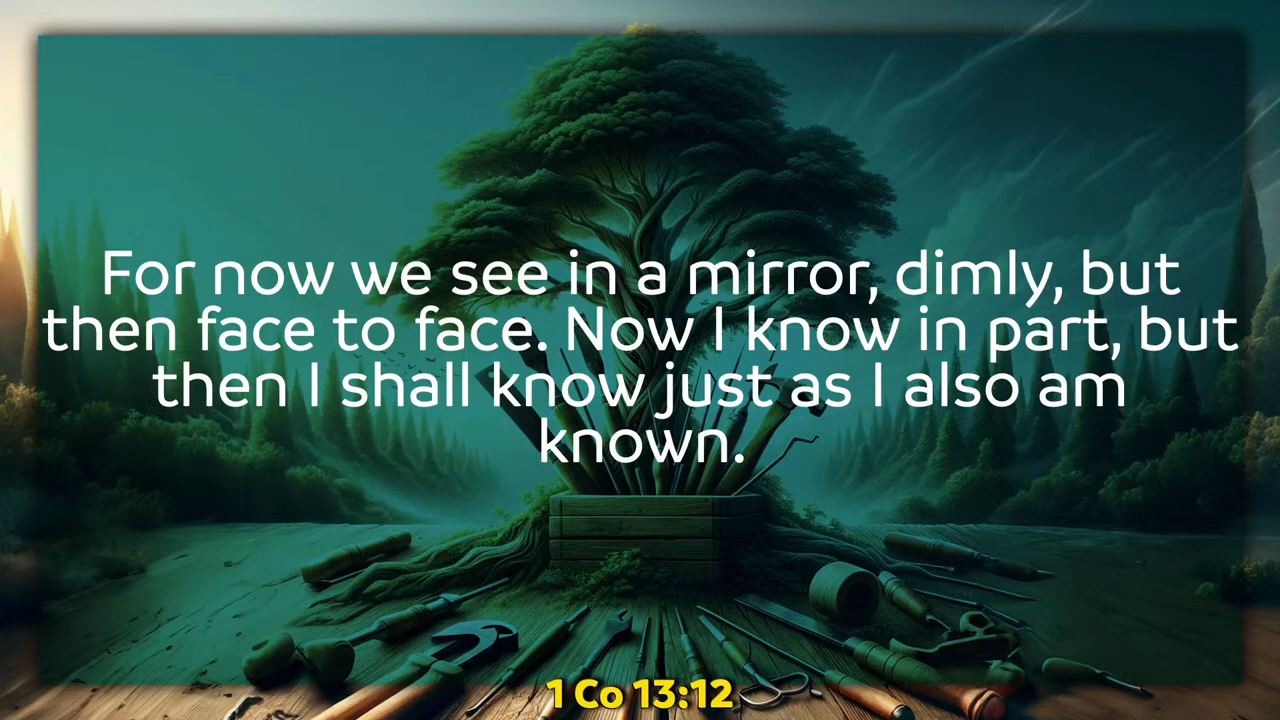 For now we see in a mirror, dimly, but
then face to face. Now I know in part, but
then I shall know just as I also am
known.
1 Co 13:12